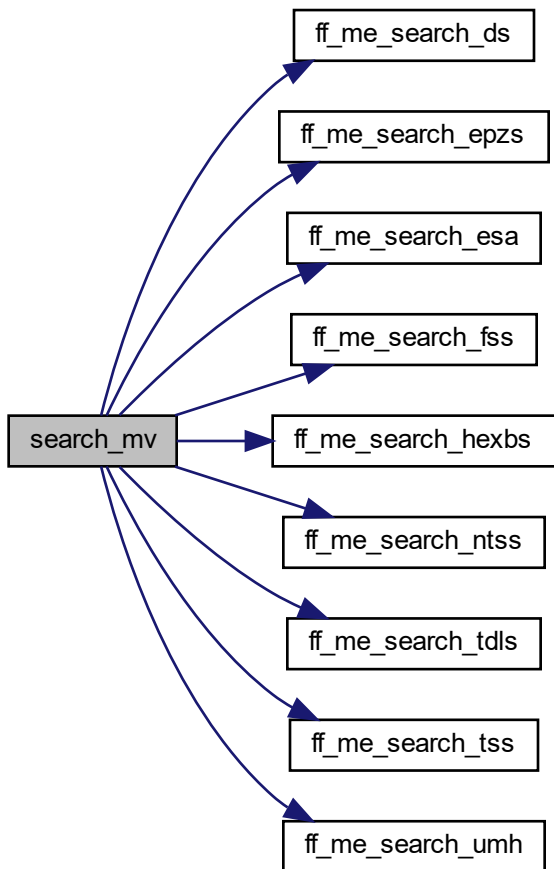 ff_me_search_ds
ff_me_search_epzs
ff_me_search_esa
ff_me_search_fss
search_mv
ff_me_search_hexbs
ff_me_search_ntss
ff_me_search_tdls
ff_me_search_tss
ff_me_search_umh